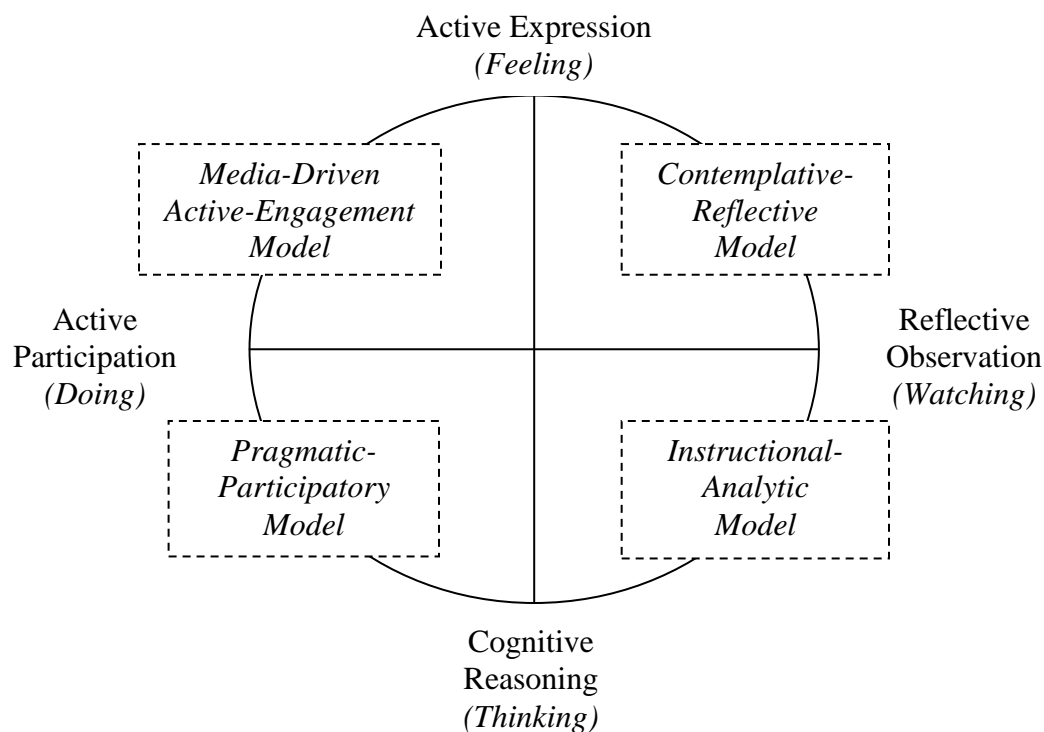 Active Expression
(Feeling)
Media-Driven
Active-Engagement
Model
Contemplative-
Reflective
Model
Active
Participation
(Doing)
Reflective
Observation
(Watching)
Pragmatic-
Participatory
Model
Instructional-
Analytic
Model
Cognitive
Reasoning
(Thinking)